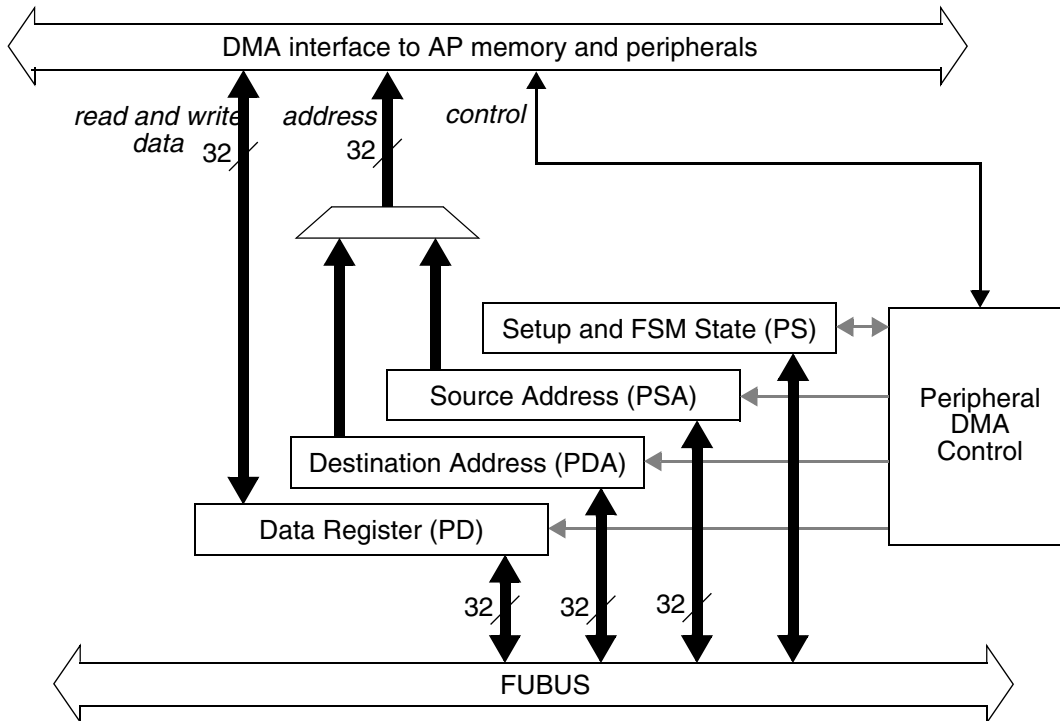 DMA interface to AP memory and peripherals
read and write
data
address
control
32
32
Setup and FSM State (PS)
Source Address (PSA)
Peripheral
DMA
Control
Destination Address (PDA)
Data Register (PD)
32
32
32
FUBUS